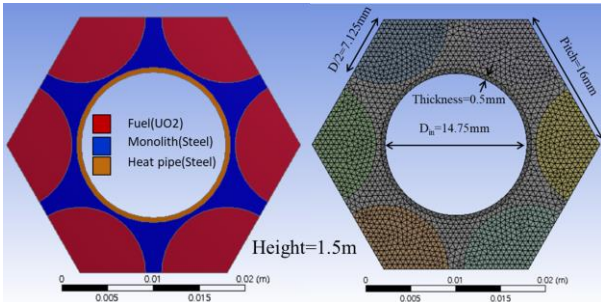 Fuel(UO2)
Monolith(Steel)
Heat pipe(Steel)
Height=1.5m
0 0.01 0.02 (m)
0.005 0.015
D/2=7.125mm
Pitch=16mm
Thickness=0.5mm
Din=14.75mm
0 0.01 0.02 (m)
0.005 0.015